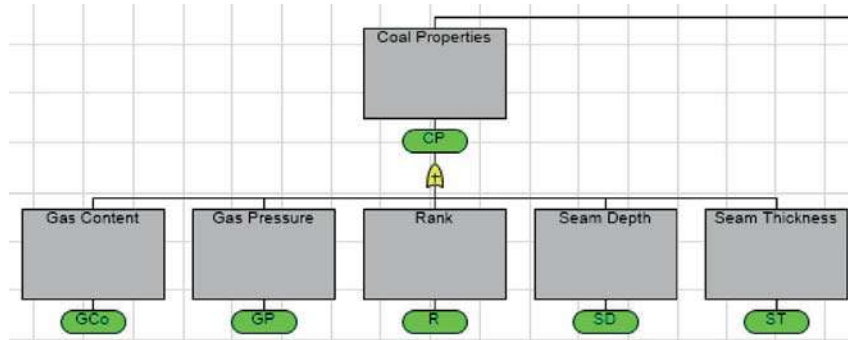 Coal Properties
CP
Gas Content
Gas Pressure
Rank
Seam Depth
Seam Thickness
GCo
GP
R
SD
ST